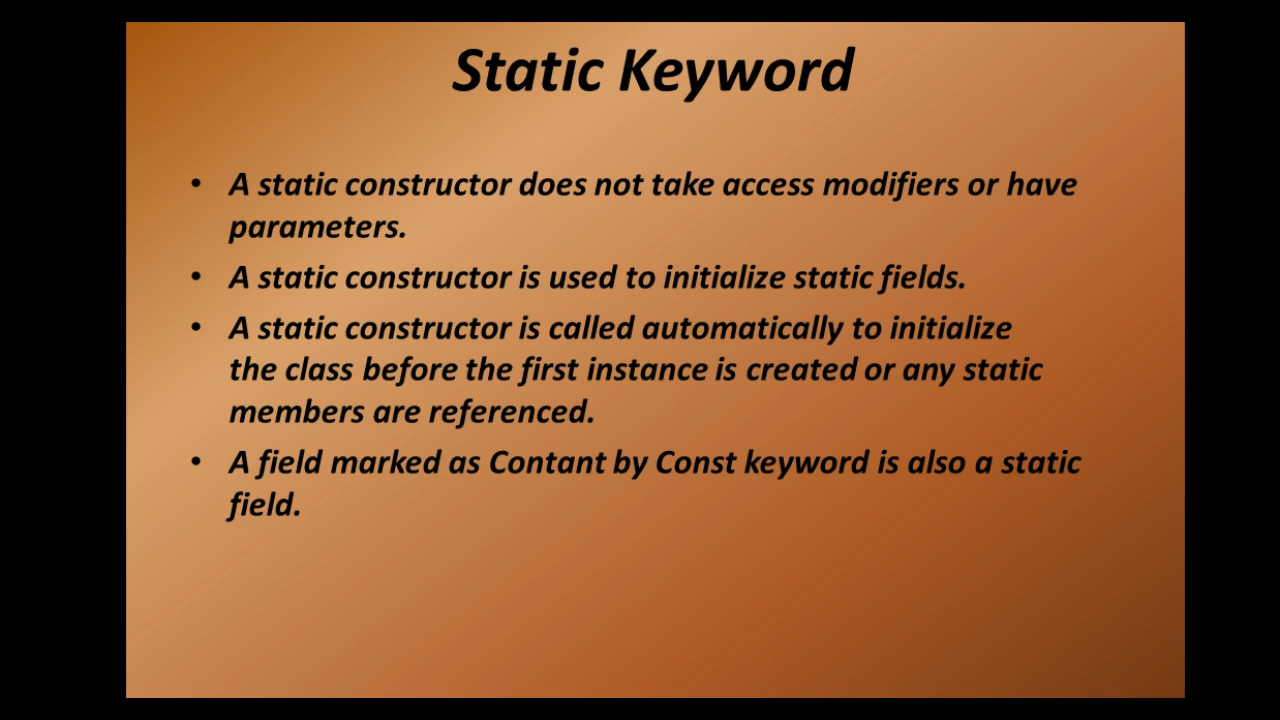 Static Keyword
• A static constructor does not take access modifiers or have
parameters.
• A static constructor is used to initialize static fields.
• A static constructor is called automatically to initialize
the class before the first instance is created or any static
members are referenced.
• A field marked as Contant by Const keyword is also a static
field.